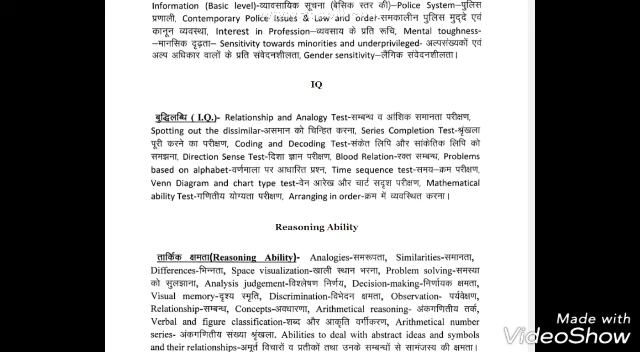 Information (Basic level)-व्यावसायिक सूचना (बेसिक स्तर की)–Police System–पुलिस
प्रणाली, Contemporary Police Issues & Law and order-समकालीन पुलिस मुद्दे एवं
कानून व्यवस्था, Interest in Profession–व्यवसाय के प्रति रूचि, Mental toughness-
–मानसिक दृढ़ता– Sensitivity towards minorities and underprivileged- अल्पसंख्यकों एवं
अल्प अधिकार वालों के प्रति संवेदनशीलता, Gender sensitivity–लैंगिक संवेदनशीलता।
IQ
बुद्धिलब्धि ( I.Q.)- Relationship and Analogy Test-सम्बन्ध व आंशिक समानता परीक्षण,
Spotting out the dissimilar-असमान को चिन्हित करना, Series Completion Test-श्रृंखला
पूरी करने का परीक्षण, Coding and Decoding Test-संकेत लिपि और सांकेतिक लिपि को
समझना, Direction Sense Test-दिशा ज्ञान परीक्षण, Blood Relation-रक्त सम्बन्ध, Problems
based on alphabet-वर्णमाला पर आधारित प्रश्न, Time sequence test-समय–क्रम परीक्षण,
Venn Diagram and chart type test-वेन आरेख और चार्ट सदृश परीक्षण, Mathematical
ability Test-गणितीय योग्यता परीक्षण, Arranging in order-क्रम में व्यवस्थित करना।
Reasoning Ability
तार्किक क्षमता(Reasoning Ability)- Analogies-समरूपता, Similarities-समानता,
Differences-भिन्नता, Space visualization-खाली स्थान भरना, Problem solving-समस्या
को सुलझाना, Analysis judgement-विश्लेषण निर्णय, Decision-making-निर्णायक क्षमता,
Visual memory-दृश्य स्मृति, Discrimination-विभेदन क्षमता, Observation- पर्यवेक्षण,
Relationship-सम्बन्ध, Concepts-अवधारणा, Arithmetical reasoning- अंकगणितीय तर्क,
Verbal and figure classification-शब्द और आकृति वर्गीकरण, Arithmetical number
series- अंकगणितीय संख्या श्रृंखला. Abilities to deal with abstract ideas and symbols
and their relationships-अमूर्त विचारों व प्रतीकों तथा उनके सम्बन्धों से सामंजस्य की क्षमता।
Made with
VideoShow